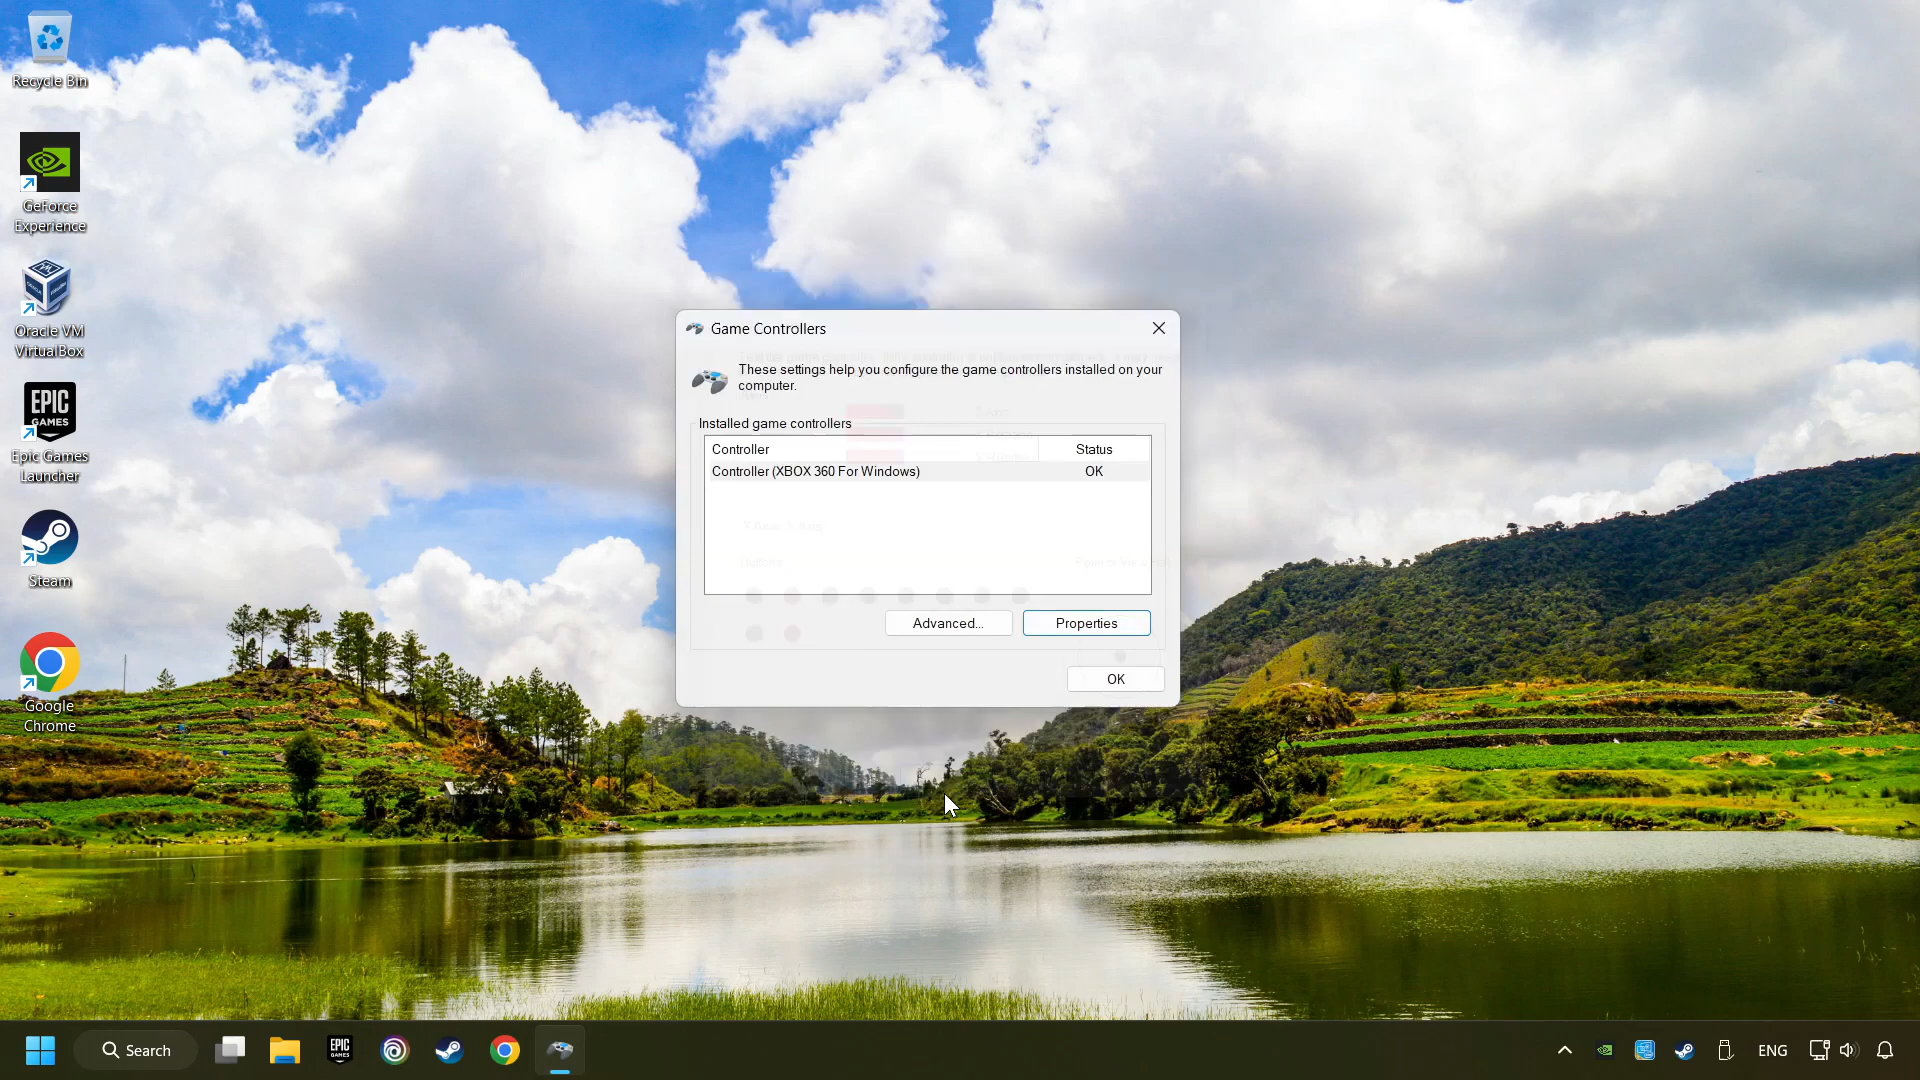 Recycle Bin
GeForce
Experience
Oracle VM
VirtualBox
EPIC
GAMES
Epic Games
Launcher
Steam
Google
Chrome
Game Controllers
These settings help you configure the game controllers installed on your
computer.
Installed game controllers
Controller Status
Controller (XBOX 360 For Windows) OK
Advanced... Properties
OK
Search
EPIC
GAMES
ENG